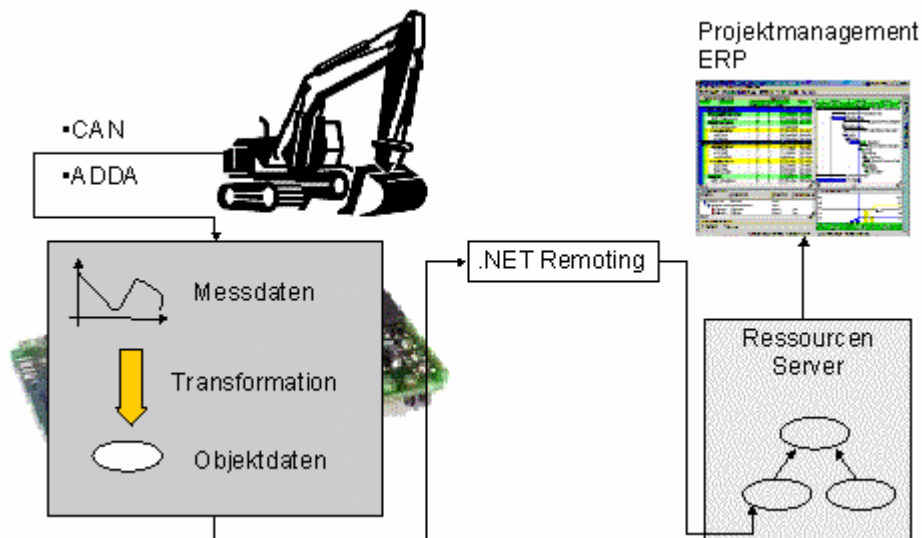 Projektmanagement
ERP
▪CAN
▪ADDA
.NET Remoting
Messdaten
Transformation
Objektdaten
Ressourcen
Server